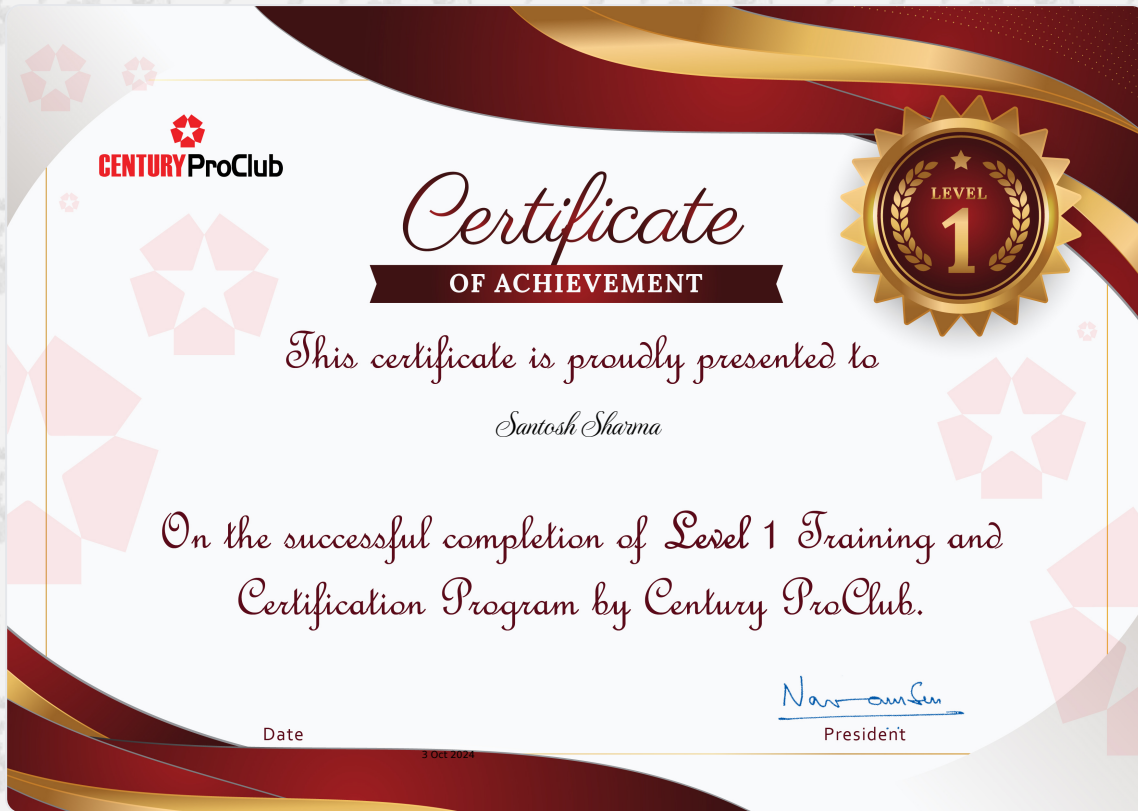 CENTURY ProClub
LEVEL
1
Certificate
OF ACHIEVEMENT
This certificate is proudly presented to
Santosh Sharma
On the successful completion of Level 1 Training and
Certification Program by Century ProClub.
Date
President
3 Oct 2024